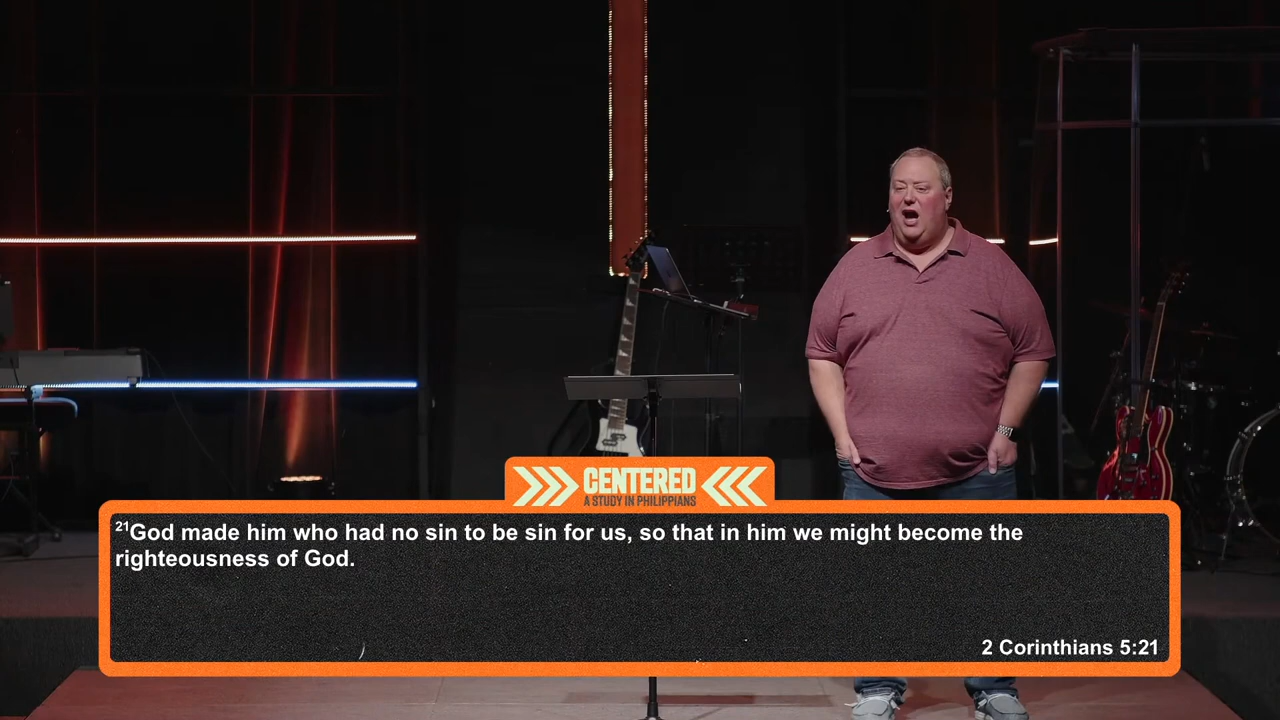 CENTERED
A STUDY IN PHILIPPIANS
21God made him who had no sin to be sin for us, so that in him we might become the
righteousness of God.
2 Corinthians 5:21